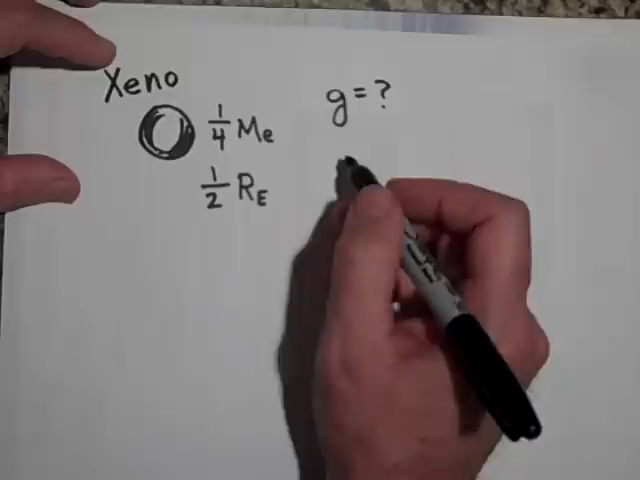 Xeno
1/4 Me
1/2 RE
g = ?